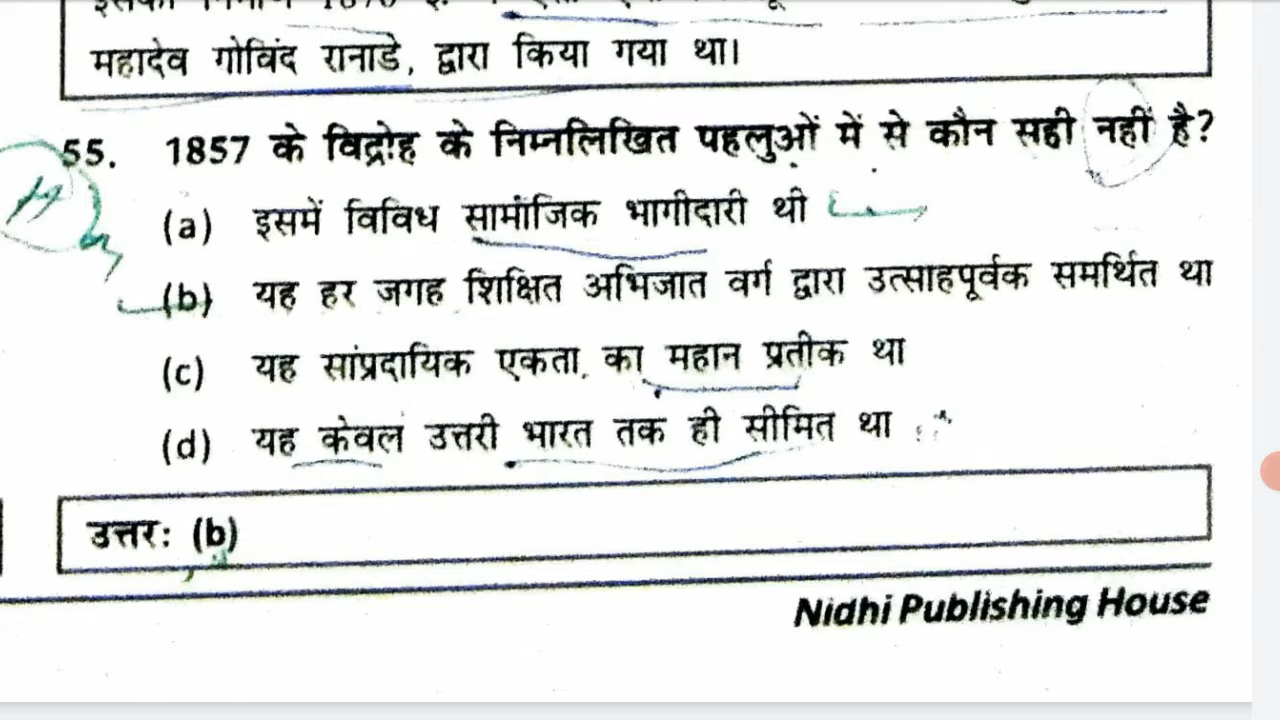 महादेव गोविंद रानाडे, द्वारा किया गया था।
55. 1857 के विद्रोह के निम्नलिखित पहलुओं में से कौन सही नहीं है?
(a) इसमें विविध सामाजिक भागीदारी थी
(b) यह हर जगह शिक्षित अभिजात वर्ग द्वारा उत्साहपूर्वक समर्थित था
(c) यह सांप्रदायिक एकता का महान प्रतीक था
(d) यह केवल उत्तरी भारत तक ही सीमित था
उत्तर: (b)
Nidhi Publishing House